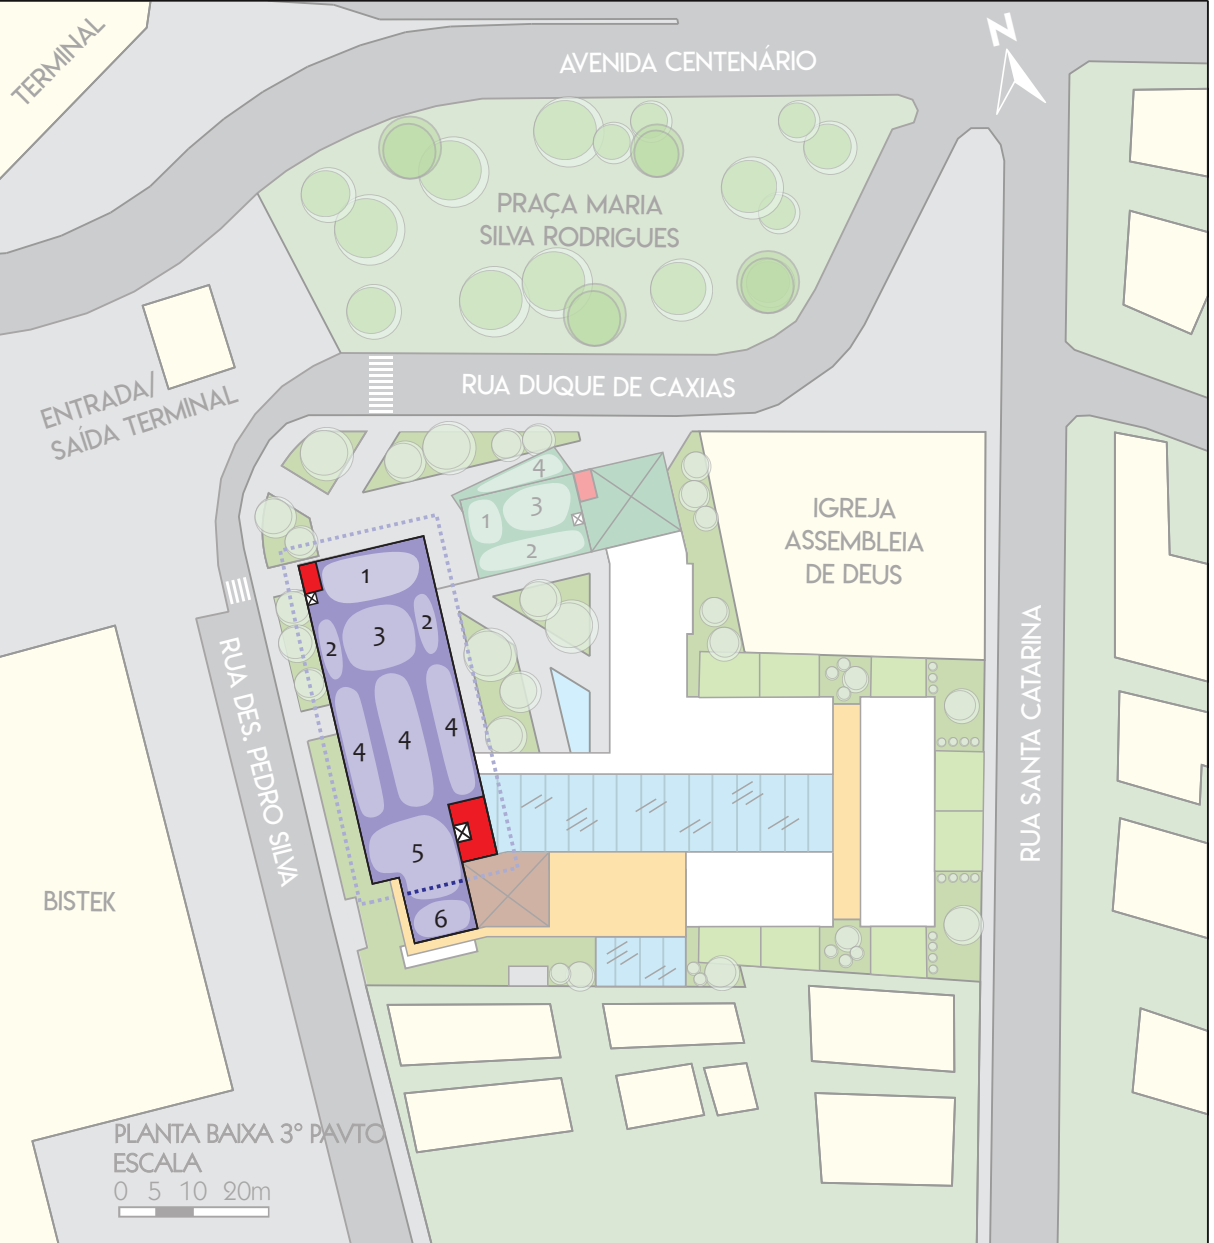 TERMINAL
AVENIDA CENTENÁRIO
N
PRAÇA MARIA
SILVA RODRIGUES
RUA DUQUE DE CAXIAS
ENTRADA/
SAÍDA TERMINAL
4
3
1
2
IGREJA
ASSEMBLEIA
DE DEUS
1
2
3
2
4
4
4
5
6
RUA DES. PEDRO SILVA
RUA SANTA CATARINA
BISTEK
PLANTA BAIXA 3° PAVTO
ESCALA
0 5 10 20m